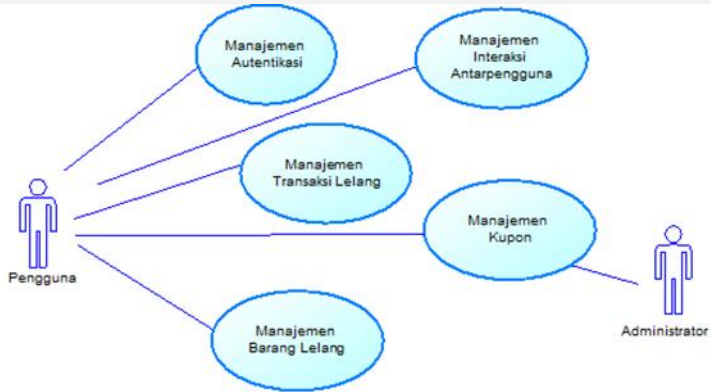 Manajemen
Autentikasi
Manajemen
Interaksi
Antarpengguna
Manajemen
Transaksi Lelang
Manajemen
Kupon
Pengguna
Administrator
Manajemen
Barang Lelang